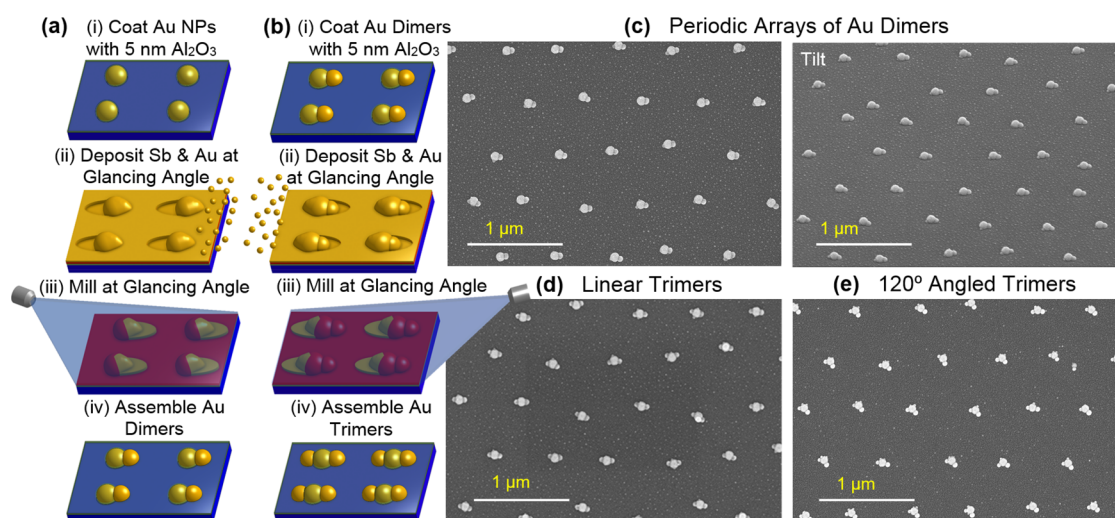 (a) (i) Coat Au NPs
with 5 nm Al₂O₃
(ii) Deposit Sb & Au at
Glancing Angle
(iii) Mill at Glancing Angle
(iv) Assemble Au
Dimers
(b) (i) Coat Au Dimers
with 5 nm Al₂O₃
(ii) Deposit Sb & Au
at Glancing Angle
(iii) Mill at Glancing Angle
(iv) Assemble Au
Trimers
(c) Periodic Arrays of Au Dimers
1 µm
Tilt
1 µm
(d) Linear Trimers
1 µm
(e) 120º Angled Trimers
1 µm